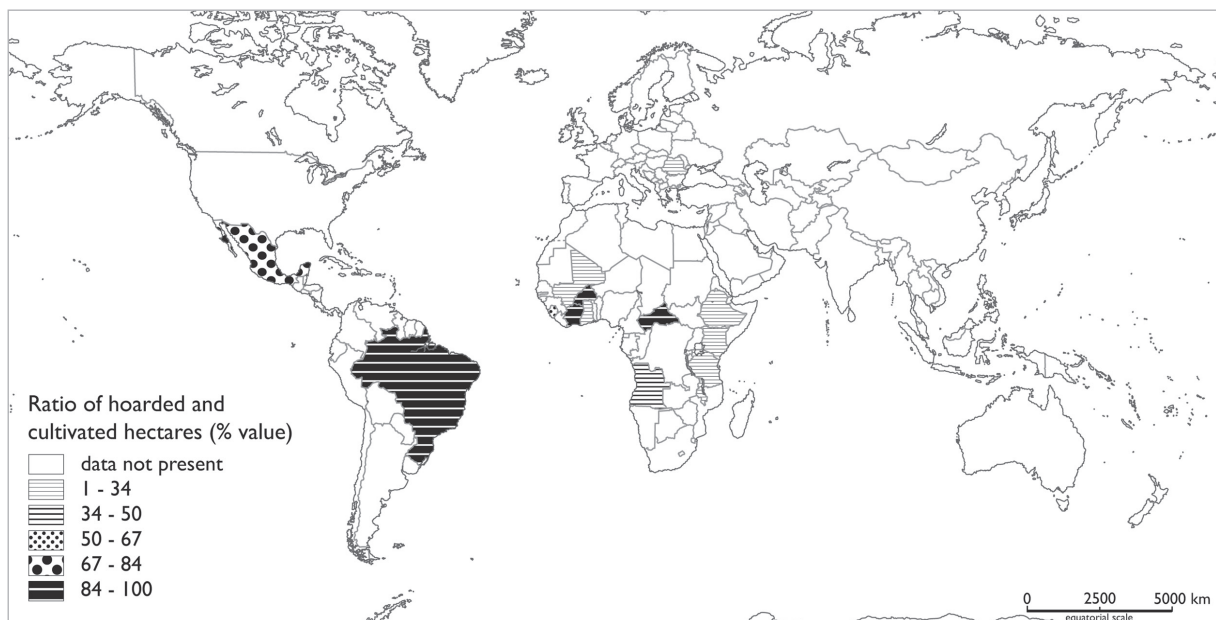 Ratio of hoarded and
cultivated hectares (% value)
data not present
1 - 34
34 - 50
50 - 67
67 - 84
84 - 100
0 2500 5000 km
equatorial scale